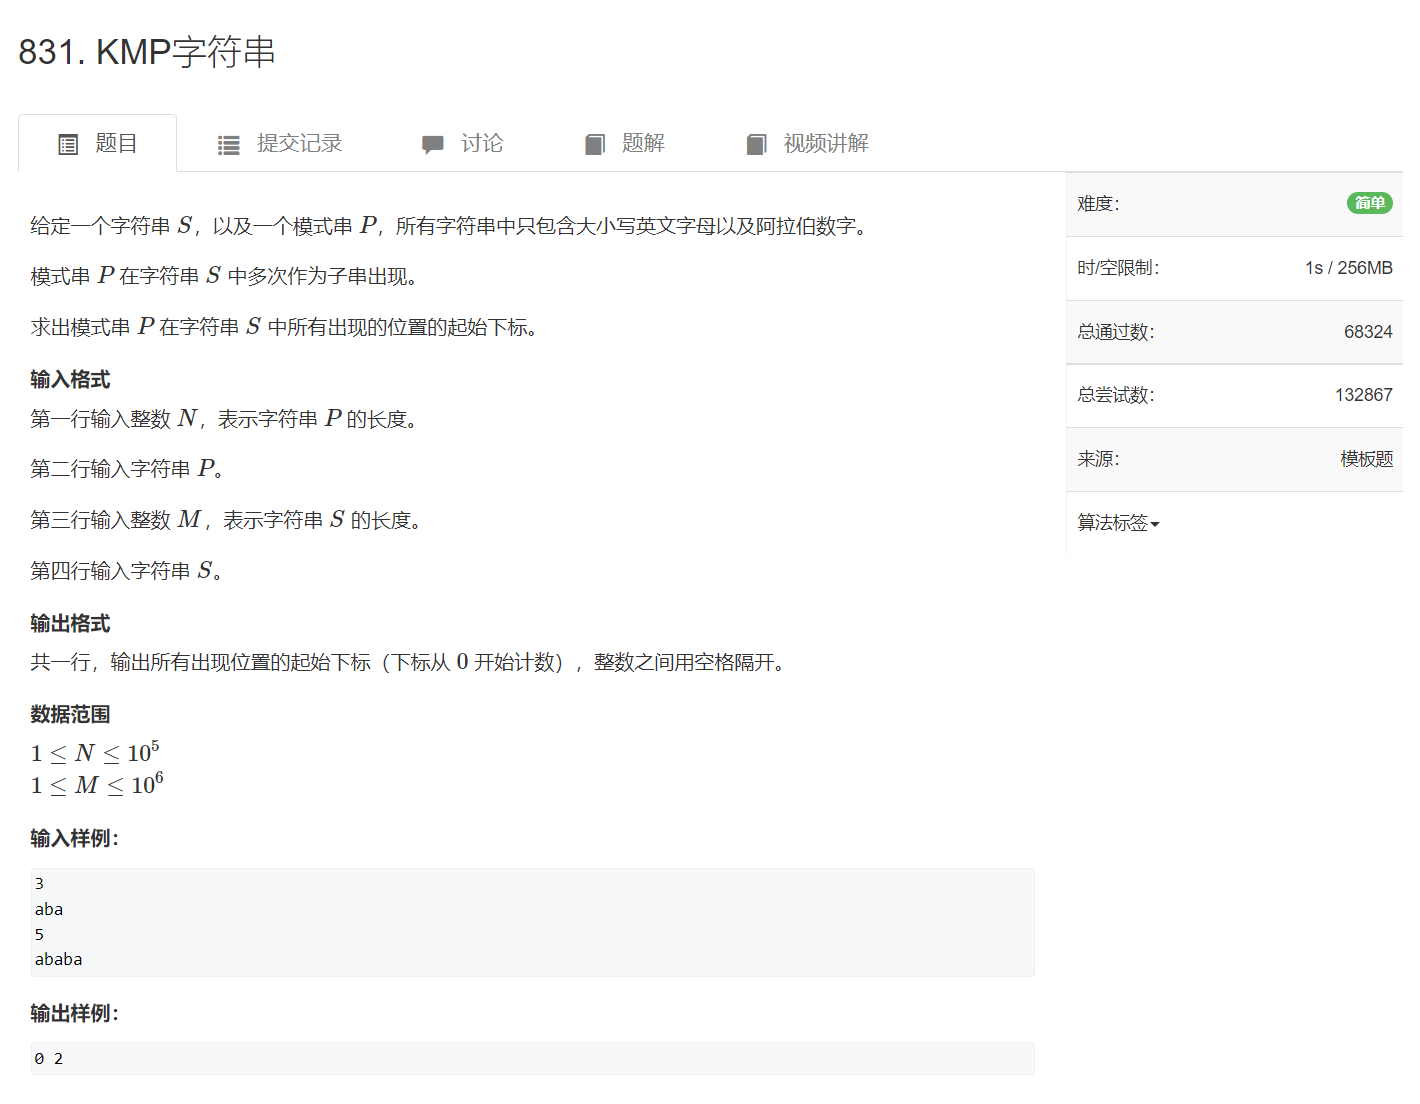 831. KMP字符串
题目 提交记录 讨论 题解 视频讲解
给定一个字符串 S，以及一个模式串 P，所有字符串中只包含大小写英文字母以及阿拉伯数字。
模式串 P 在字符串 S 中多次作为子串出现。
求出模式串 P 在字符串 S 中所有出现的位置的起始下标。
输入格式
第一行输入整数 N，表示字符串 P 的长度。
第二行输入字符串 P。
第三行输入整数 M，表示字符串 S 的长度。
第四行输入字符串 S。
输出格式
共一行，输出所有出现位置的起始下标（下标从 0 开始计数），整数之间用空格隔开。
数据范围
1 ≤ N ≤ 10⁵
1 ≤ M ≤ 10⁶
输入样例：
3
aba
5
ababa
输出样例：
0 2
难度： 简单
时/空限制： 1s / 256MB
总通过数： 68324
总尝试数： 132867
来源： 模板题
算法标签